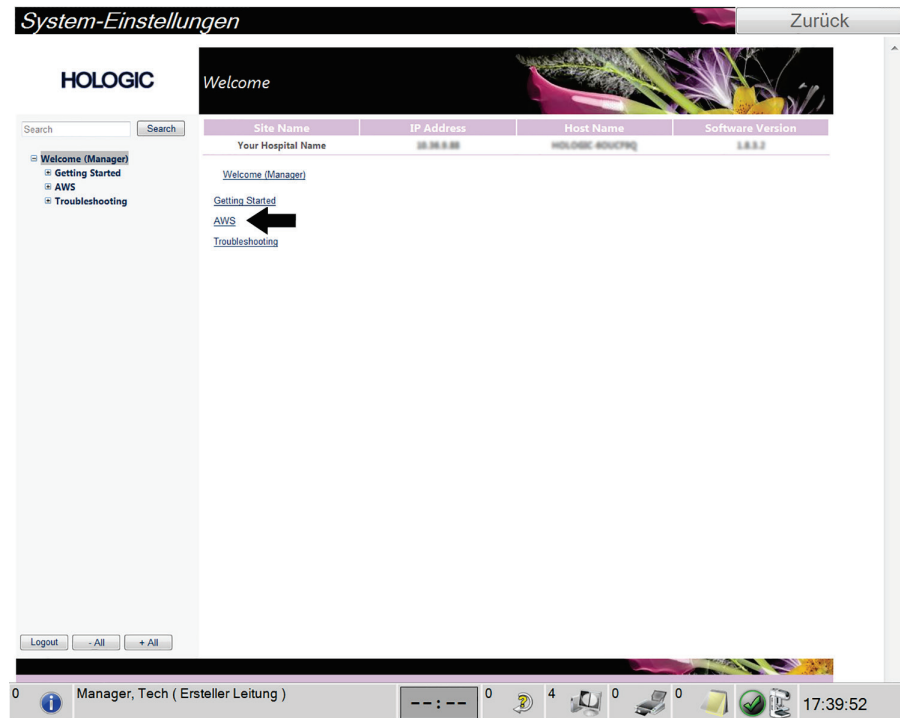 System-Einstellungen
Zurück
HOLOGIC
Welcome
Search
Search
Site Name IP Address Host Name Software Version
Your Hospital Name
Welcome (Manager)
Getting Started
AWS
Troubleshooting
Welcome (Manager)
Getting Started
AWS
Troubleshooting
Logout - All + All
0 Manager, Tech ( Ersteller Leitung ) --:-- 0 4 0 0 17:39:52